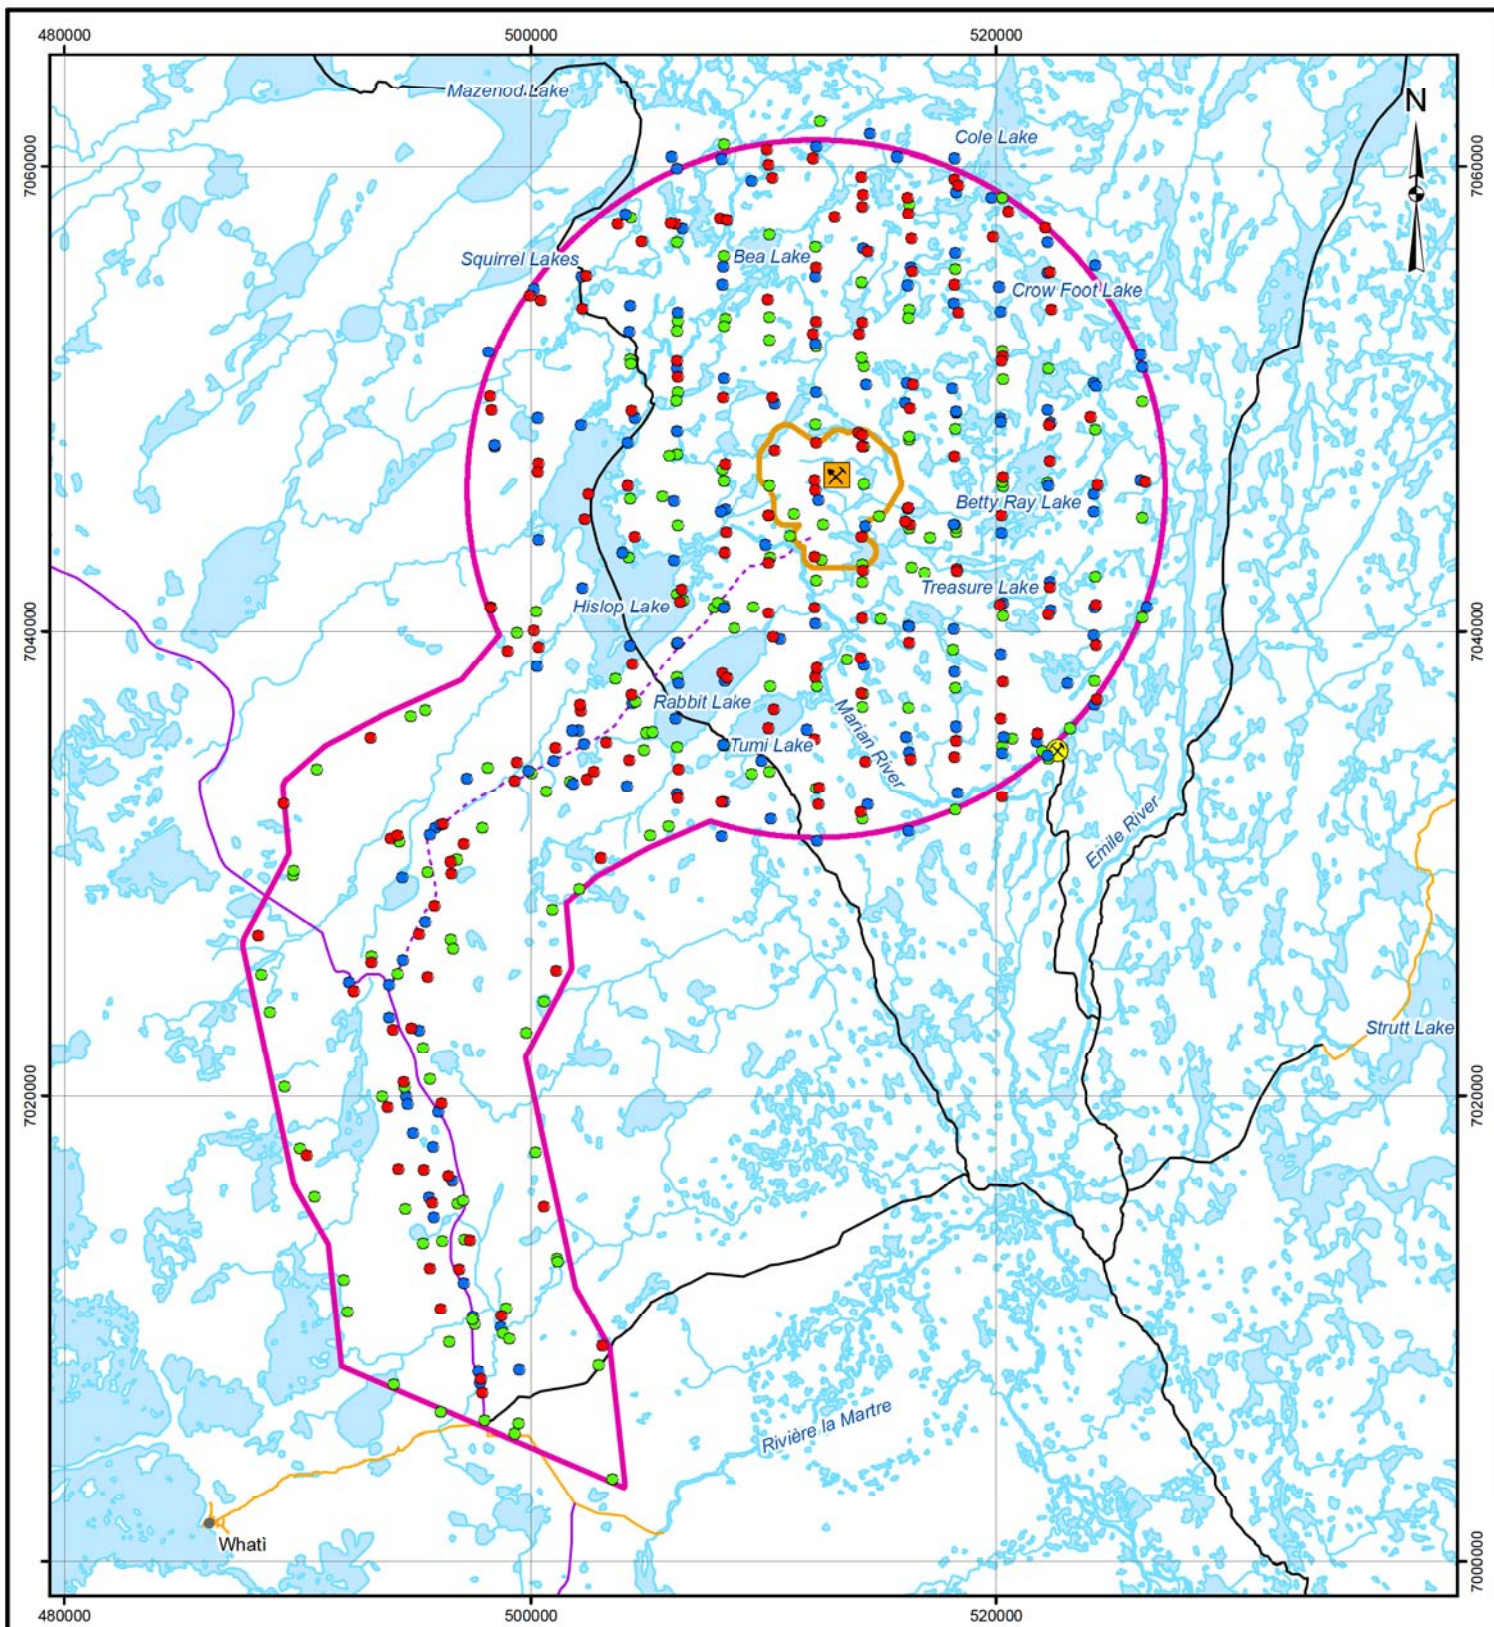 480000 500000 520000
N
Mazenod Lake
Cole Lake
7060000 7060000
Squirrel Lakes
Bea Lake
Crow Foot Lake
Betty Ray Lake
Treasure Lake
Hislop Lake
7040000 7040000
Rabbit Lake
Marian River
Tumi Lake
Emile River
Strutt Lake
7020000 7020000
Rivière la Martre
Whatì
7000000
480000 500000 520000